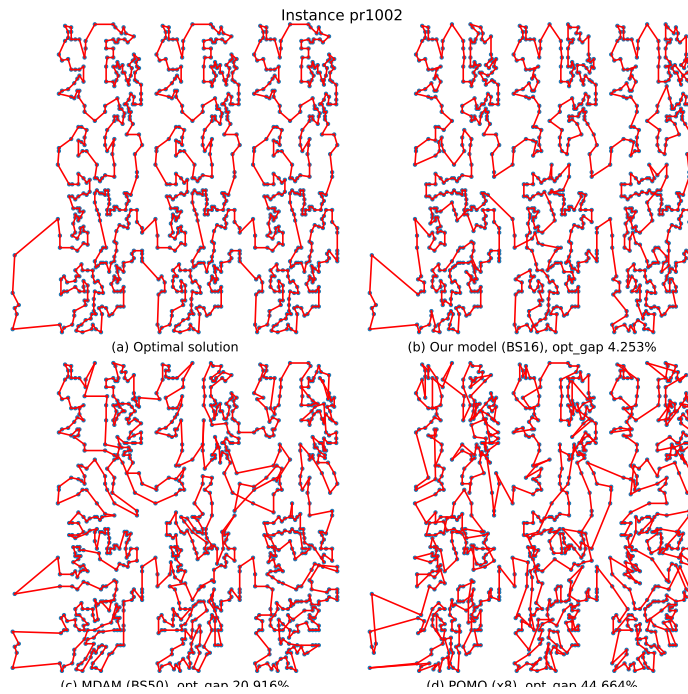 Instance pr1002
(a) Optimal solution
(b) Our model (BS16), opt_gap 4.253%
(c) MDAM (BS50), opt_gap 20.916%
(d) POMO (x8), opt_gap 44.664%